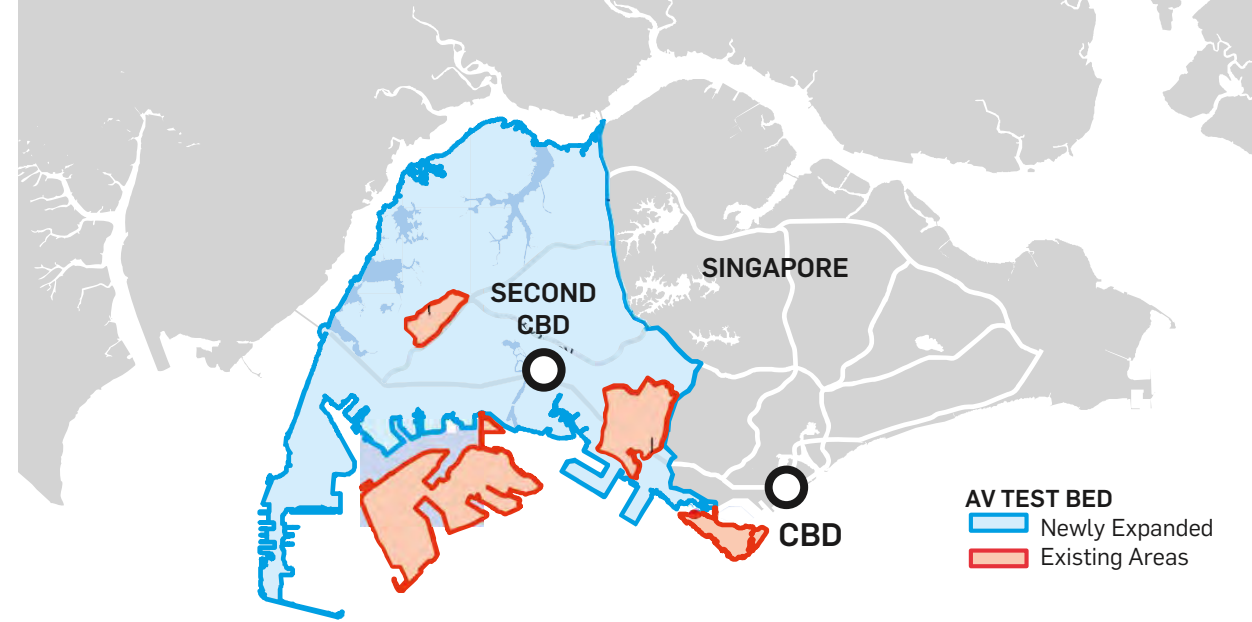 SINGAPORE
SECOND
CBD
CBD
AV TEST BED
Newly Expanded
Existing Areas